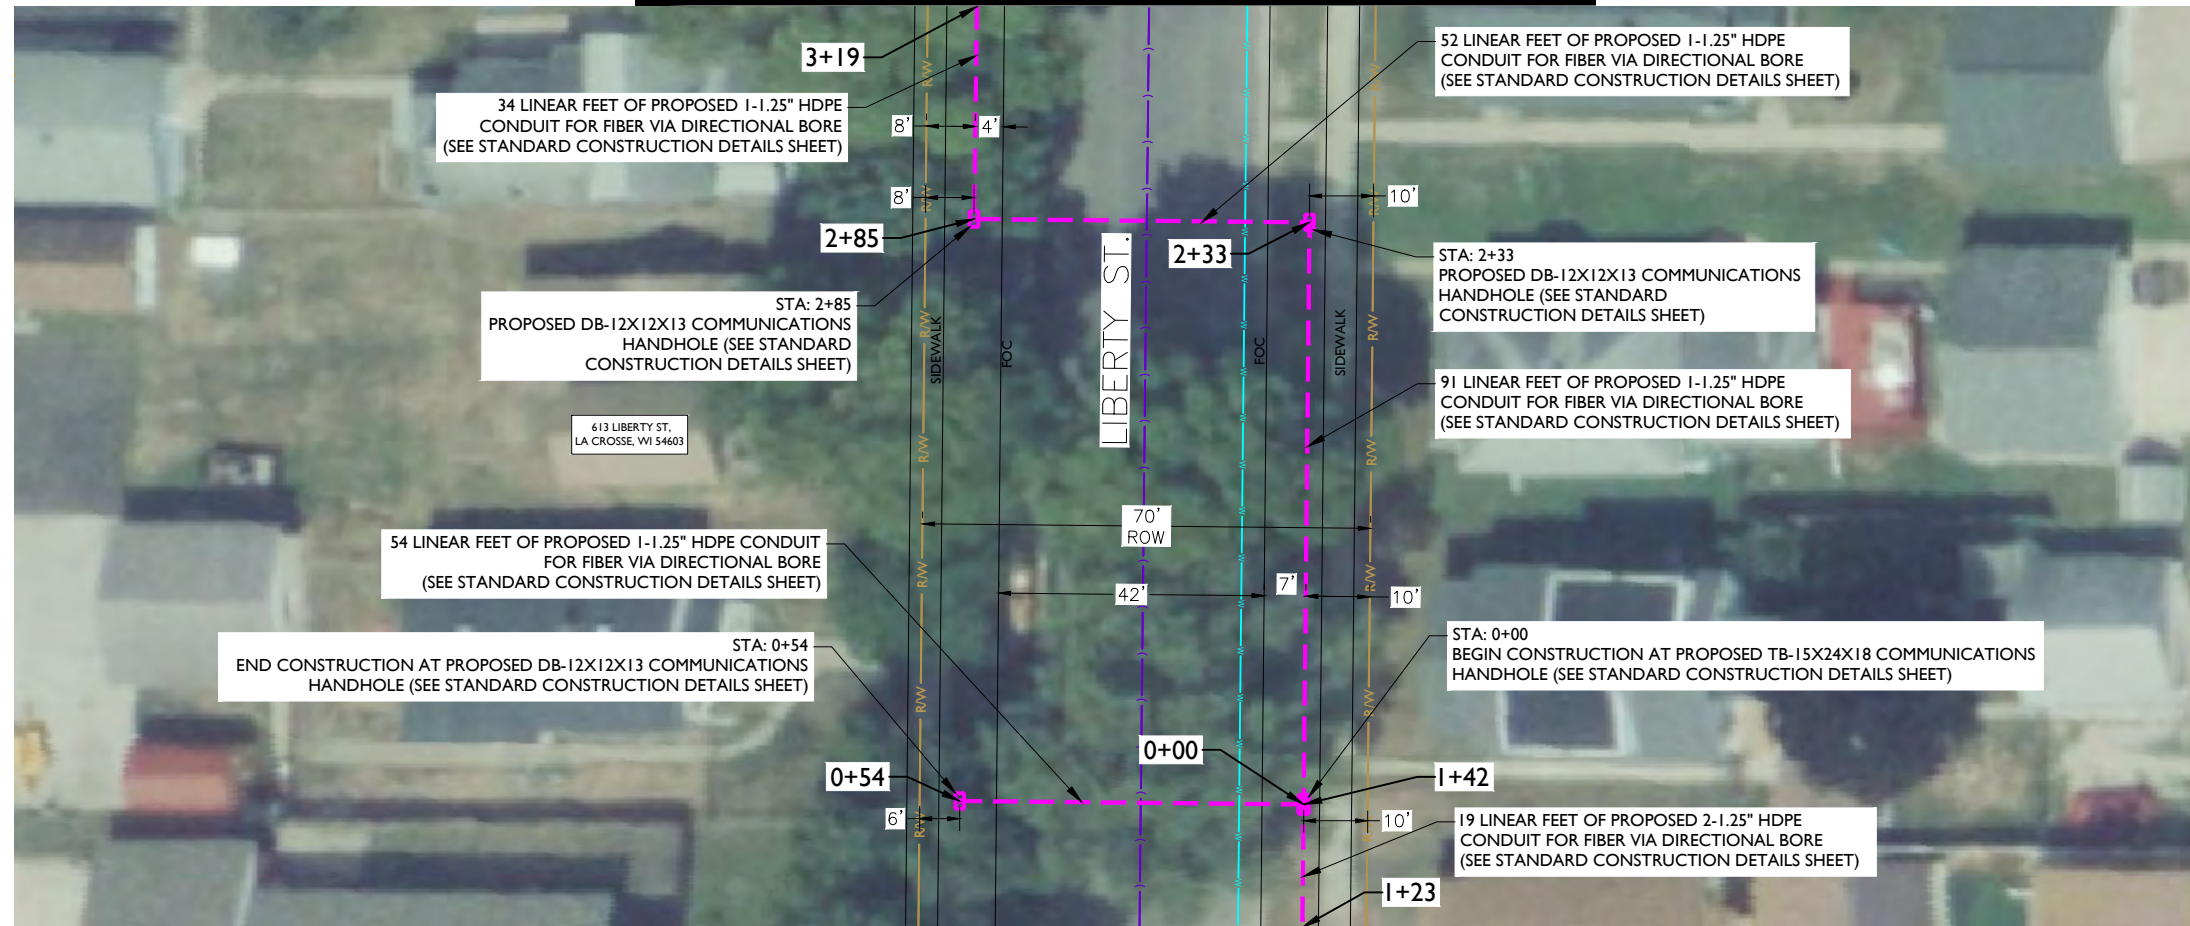 3+19
52 LINEAR FEET OF PROPOSED 1-1.25" HDPE
CONDUIT FOR FIBER VIA DIRECTIONAL BORE
(SEE STANDARD CONSTRUCTION DETAILS SHEET)
34 LINEAR FEET OF PROPOSED 1-1.25" HDPE
CONDUIT FOR FIBER VIA DIRECTIONAL BORE
(SEE STANDARD CONSTRUCTION DETAILS SHEET)
R/W
R/W
8'
4'
8'
10'
R/W
R/W
2+85
2+33
LIBERTY ST.
STA: 2+33
PROPOSED DB-12X12X13 COMMUNICATIONS
HANDHOLE (SEE STANDARD
CONSTRUCTION DETAILS SHEET)
STA: 2+85
PROPOSED DB-12X12X13 COMMUNICATIONS
HANDHOLE (SEE STANDARD
CONSTRUCTION DETAILS SHEET)
R/W
SIDEWALK
FOC
FOC
SIDEWALK
R/W
91 LINEAR FEET OF PROPOSED 1-1.25" HDPE
CONDUIT FOR FIBER VIA DIRECTIONAL BORE
(SEE STANDARD CONSTRUCTION DETAILS SHEET)
613 LIBERTY ST,
LA CROSSE, WI 54603
R/W
R/W
70'
ROW
54 LINEAR FEET OF PROPOSED 1-1.25" HDPE CONDUIT
FOR FIBER VIA DIRECTIONAL BORE
(SEE STANDARD CONSTRUCTION DETAILS SHEET)
R/W
R/W
42'
7'
10'
STA: 0+54
END CONSTRUCTION AT PROPOSED DB-12X12X13 COMMUNICATIONS
HANDHOLE (SEE STANDARD CONSTRUCTION DETAILS SHEET)
STA: 0+00
BEGIN CONSTRUCTION AT PROPOSED TB-15X24X18 COMMUNICATIONS
HANDHOLE (SEE STANDARD CONSTRUCTION DETAILS SHEET)
R/W
R/W
0+00
0+54
1+42
6'
R/W
10'
19 LINEAR FEET OF PROPOSED 2-1.25" HDPE
CONDUIT FOR FIBER VIA DIRECTIONAL BORE
(SEE STANDARD CONSTRUCTION DETAILS SHEET)
1+23